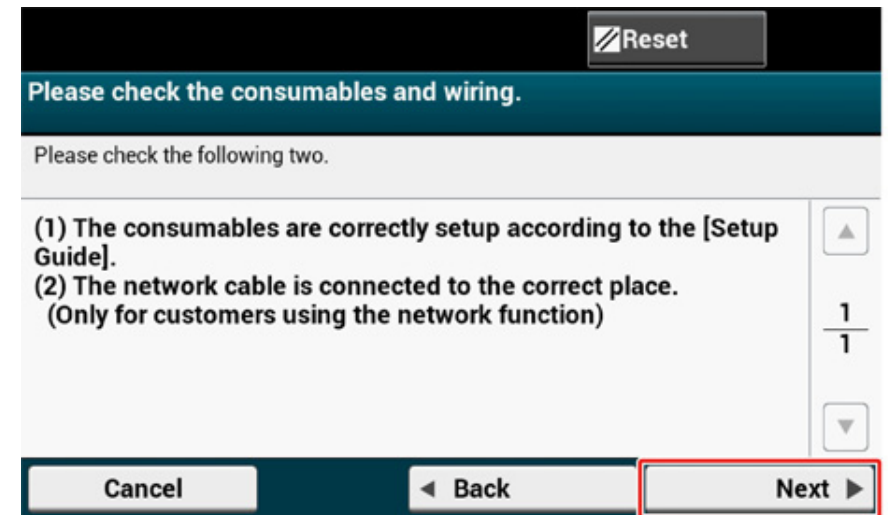 Reset
Please check the consumables and wiring.
Please check the following two.
(1) The consumables are correctly setup according to the [Setup
Guide].
(2) The network cable is connected to the correct place.
(Only for customers using the network function)
1
1
Cancel
Back
Next